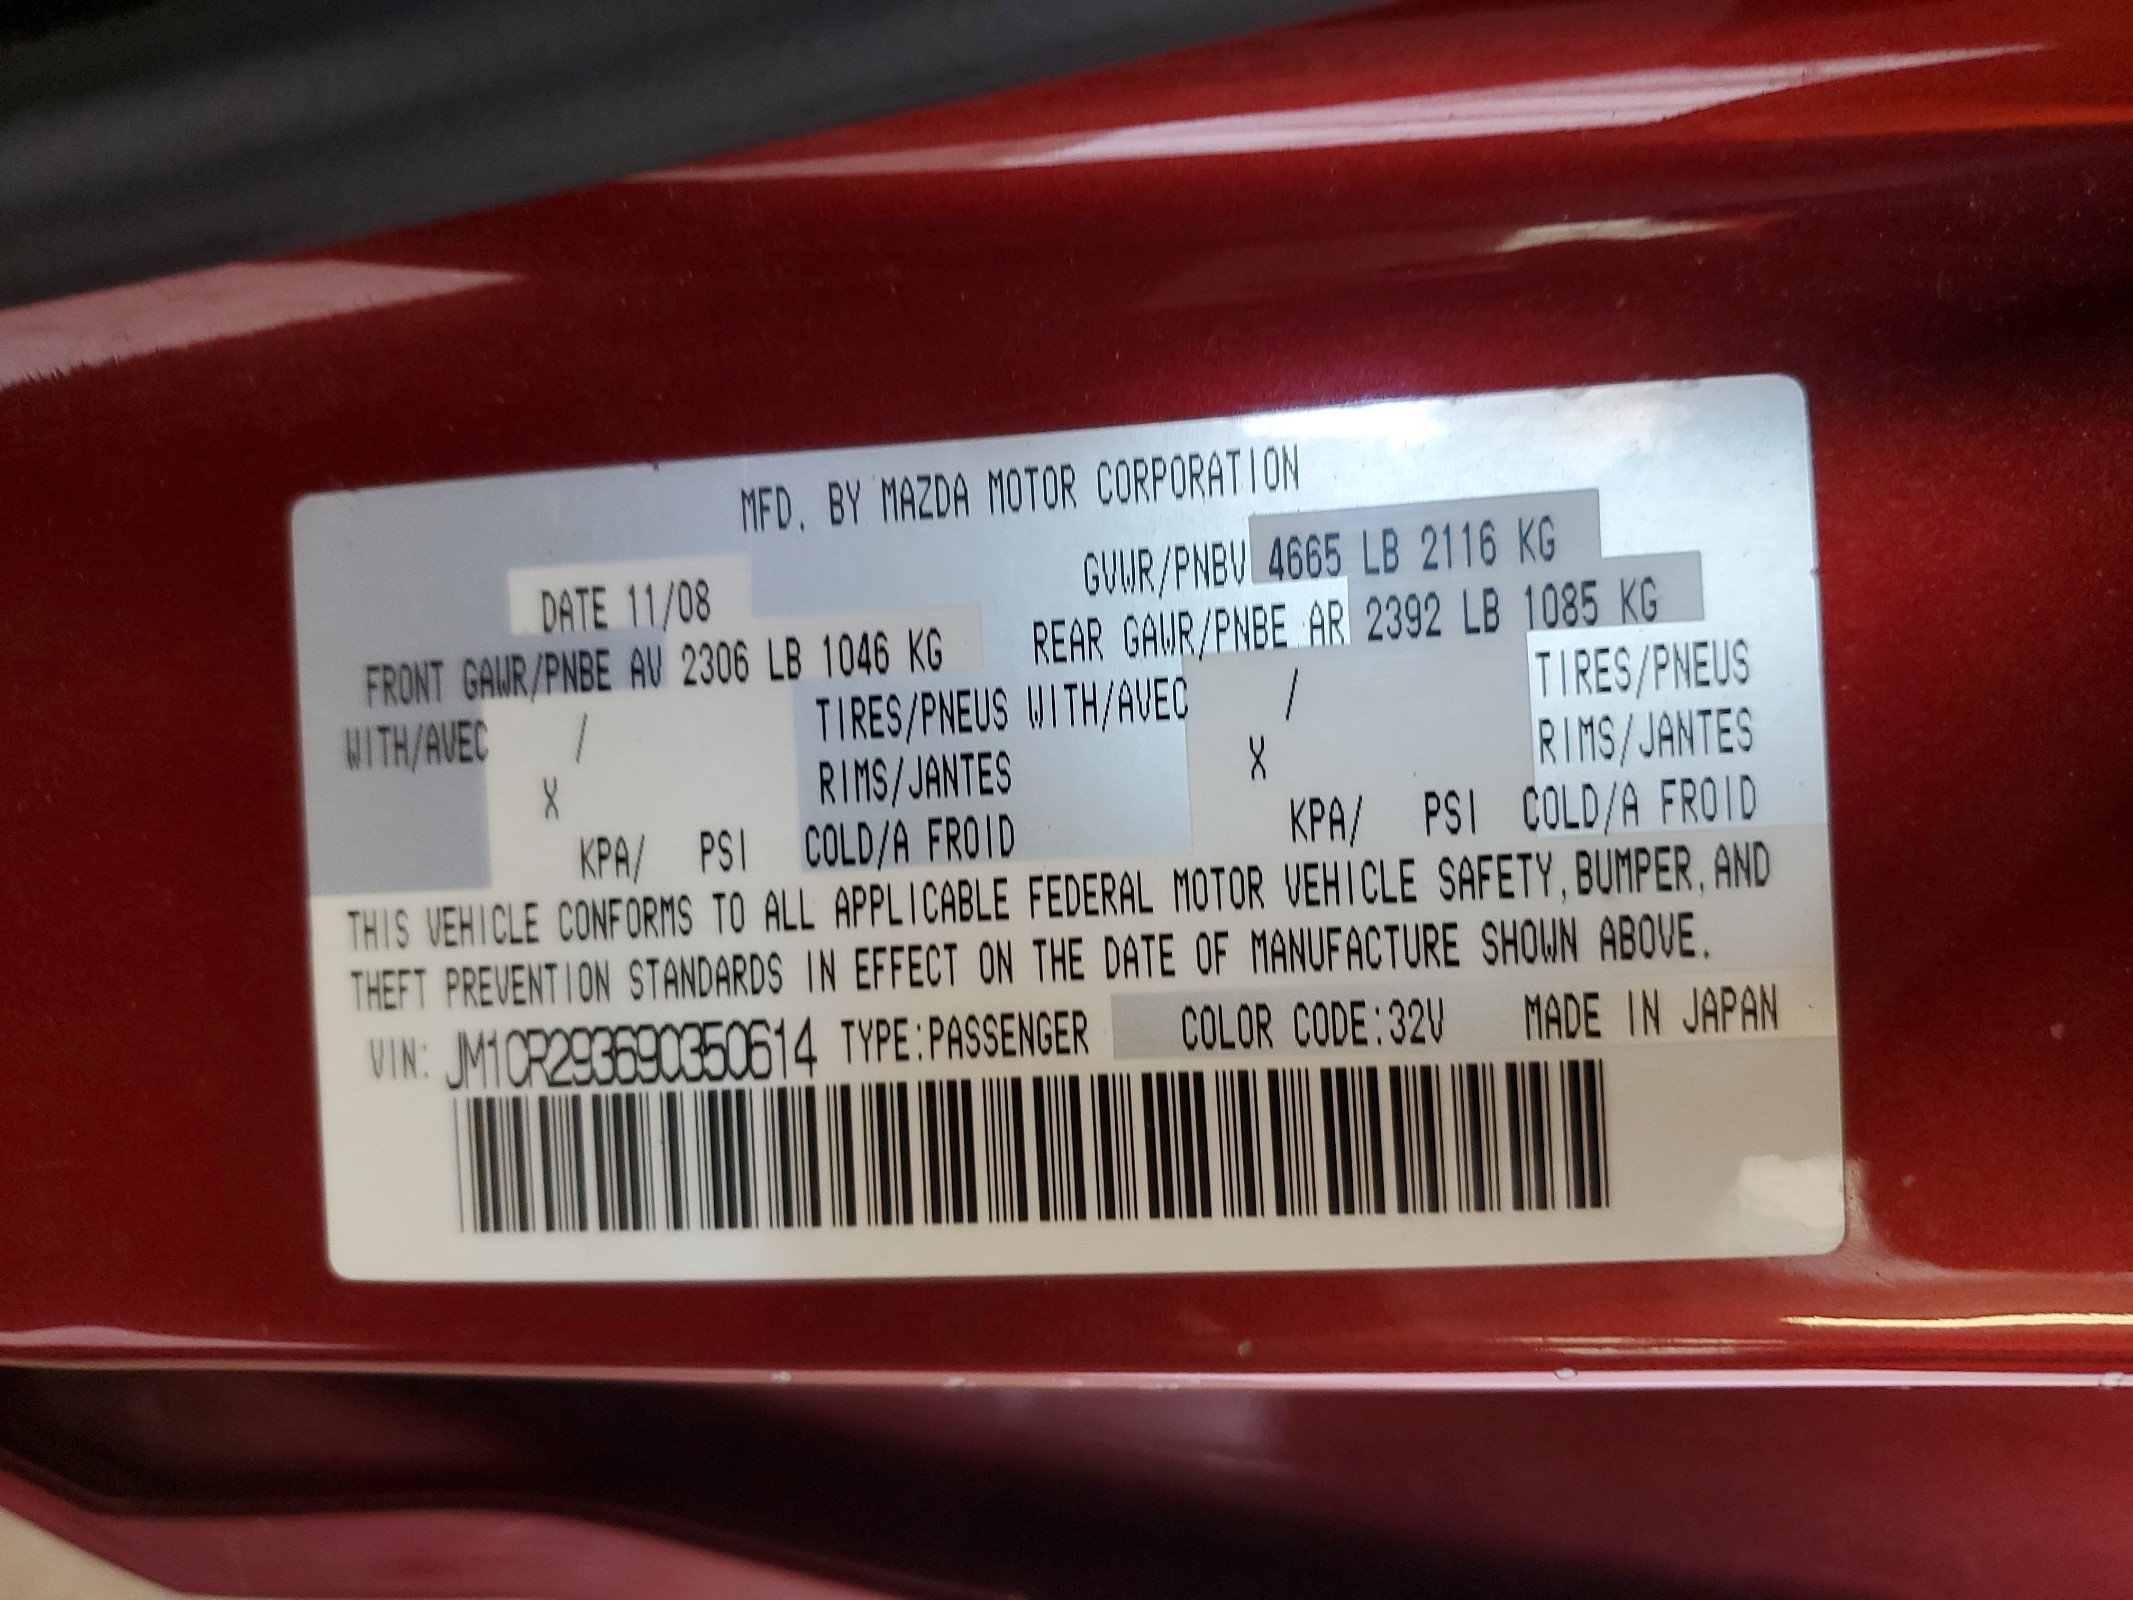 MFD. BY MAZDA MOTOR CORPORATION
DATE 11/08 GVWR/PNBV 4665 LB 2116 KG
FRONT GAWR/PNBE AV 2306 LB 1046 KG REAR GAWR/PNBE AR 2392 LB 1085 KG
WITH/AVEC / TIRES/PNEUS WITH/AVEC / TIRES/PNEUS
X RIMS/JANTES X RIMS/JANTES
KPA/ PSI COLD/A FROID KPA/ PSI COLD/A FROID
THIS VEHICLE CONFORMS TO ALL APPLICABLE FEDERAL MOTOR VEHICLE SAFETY, BUMPER, AND
THEFT PREVENTION STANDARDS IN EFFECT ON THE DATE OF MANUFACTURE SHOWN ABOVE.
VIN: JM1CR293690350614 TYPE:PASSENGER COLOR CODE:32V MADE IN JAPAN